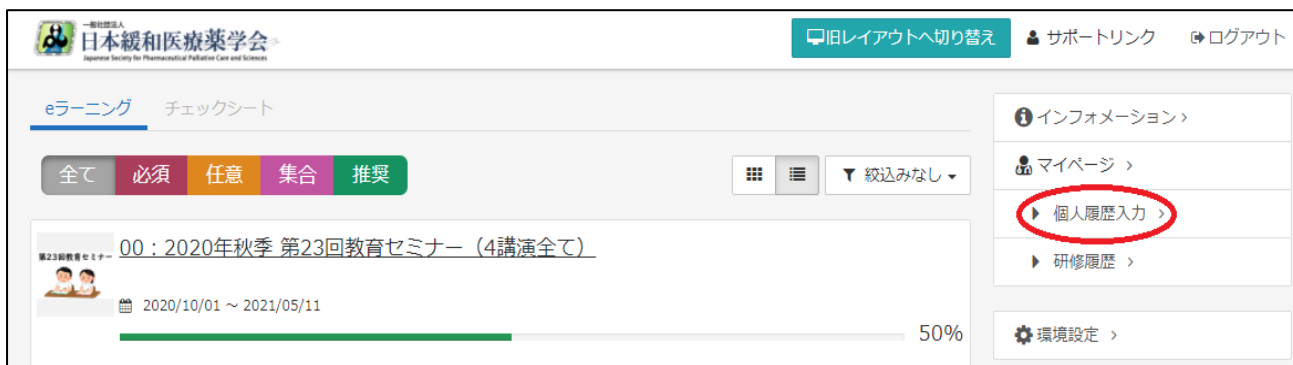 一般社団法人
日本緩和医療薬学会
Japanese Society for Pharmaceutical Palliative Care and Sciences
旧レイアウトへ切り替え
サポートリンク
ログアウト
eラーニング
チェックシート
全て
必須
任意
集合
推奨
絞込みなし
インフォメーション
マイページ
個人履歴入力
研修履歴
環境設定
第23回教育セミナー
00：2020年秋季 第23回教育セミナー（4講演全て）
2020/10/01 ～ 2021/05/11
50%